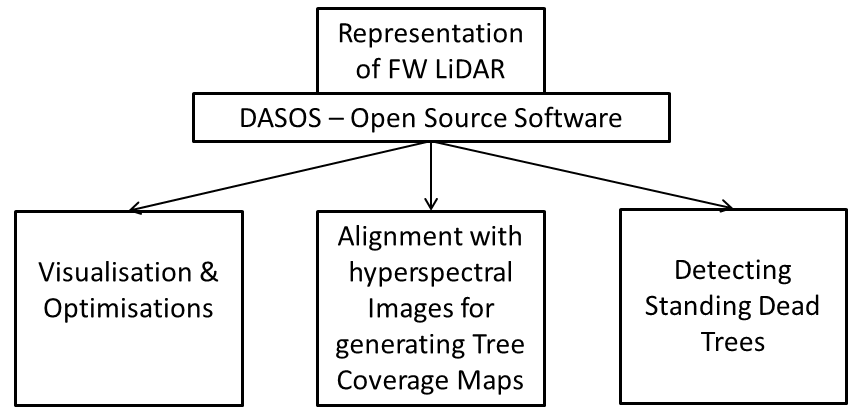 Representation
of FW LiDAR
DASOS – Open Source Software
Visualisation &
Optimisations
Alignment with
hyperspectral
Images for
generating Tree
Coverage Maps
Detecting
Standing Dead
Trees